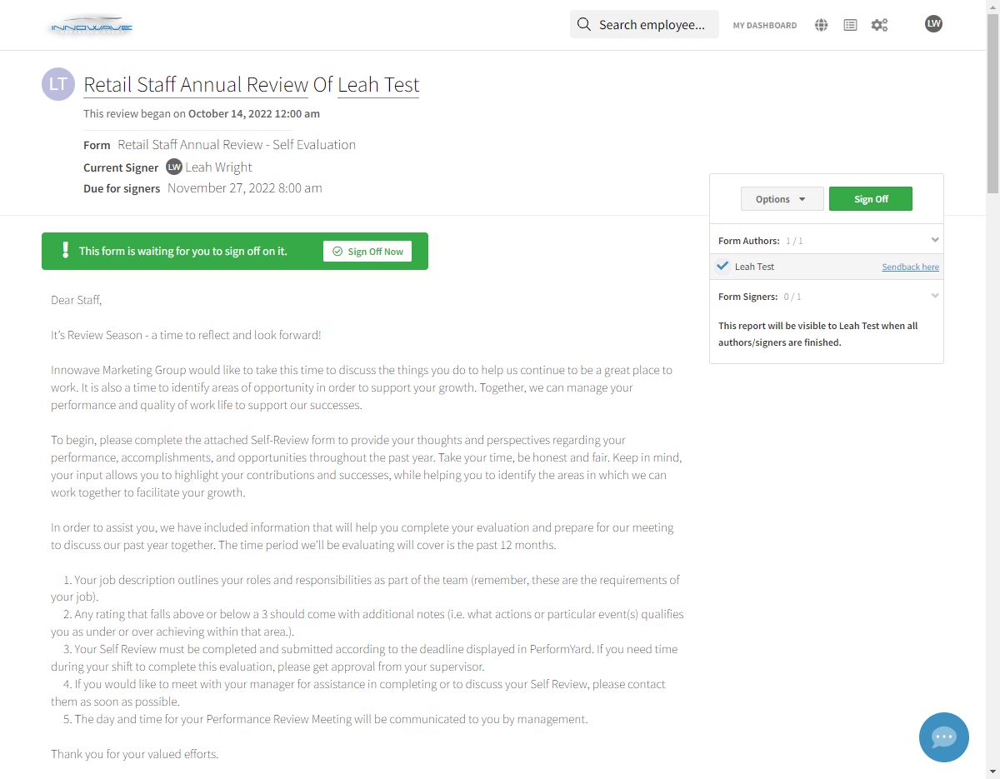 INNOWAVE
Search employee...
MY DASHBOARD
LW
LT
Retail Staff Annual Review Of Leah Test
This review began on October 14, 2022 12:00 am
Form Retail Staff Annual Review - Self Evaluation
Current Signer LW Leah Wright
Due for signers November 27, 2022 8:00 am
Options
Sign Off
Form Authors: 1 / 1
Leah Test
Sendback here
Form Signers: 0 / 1
This report will be visible to Leah Test when all
authors/signers are finished.
This form is waiting for you to sign off on it.
Sign Off Now
Dear Staff,
It's Review Season - a time to reflect and look forward!
Innowave Marketing Group would like to take this time to discuss the things you do to help us continue to be a great place to
work. It is also a time to identify areas of opportunity in order to support your growth. Together, we can manage your
performance and quality of work life to support our successes.
To begin, please complete the attached Self-Review form to provide your thoughts and perspectives regarding your
performance, accomplishments, and opportunities throughout the past year. Take your time, be honest and fair. Keep in mind,
your input allows you to highlight your contributions and successes, while helping you to identify the areas in which we can
work together to facilitate your growth.
In order to assist you, we have included information that will help you complete your evaluation and prepare for our meeting
to discuss our past year together. The time period we'll be evaluating will cover is the past 12 months.
1. Your job description outlines your roles and responsibilities as part of the team (remember, these are the requirements of
your job).
2. Any rating that falls above or below a 3 should come with additional notes (i.e. what actions or particular event(s) qualifies
you as under or over achieving within that area.).
3. Your Self Review must be completed and submitted according to the deadline displayed in PerformYard. If you need time
during your shift to complete this evaluation, please get approval from your supervisor.
4. If you would like to meet with your manager for assistance in completing or to discuss your Self Review, please contact
them as soon as possible.
5. The day and time for your Performance Review Meeting will be communicated to you by management.
Thank you for your valued efforts.